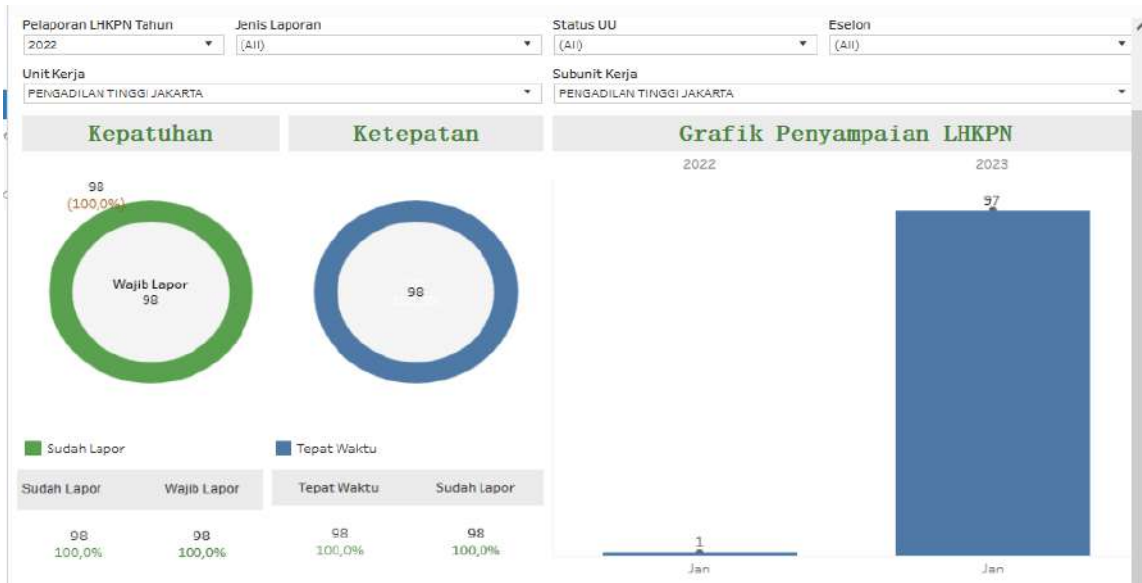 Pelaporan LHKPN Tahun Jenis Laporan Status UU Eselon
2022 (All) (All) (All)
Unit Kerja Subunit Kerja
PENGADILAN TINGGI JAKARTA PENGADILAN TINGGI JAKARTA
Kepatuhan Ketepatan Grafik Penyampaian LHKPN
2022 2023
98
(100,0%)
97
Wajib Lapor
98
98
Sudah Lapor Tepat Waktu
Sudah Lapor Wajib Lapor Tepat Waktu Sudah Lapor
98 98 98 98
100,0% 100,0% 100,0% 100,0%
1
Jan Jan